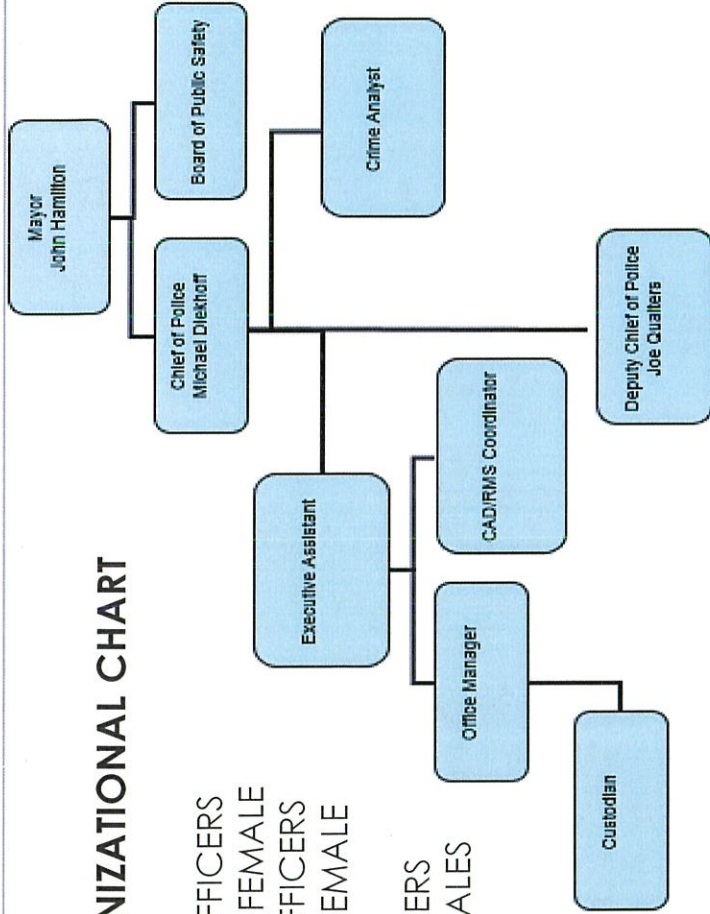 NIZATIONAL CHART
FFICERS
FEMALE
FFICERS
EMALE
ERS
ALES
Mayor
John Hamilton
Chief of Police
Michael Diekhoff
Board of Public Safety
Executive Assistant
Crime Analyst
Office Manager
CAD/RMS Coordinator
Deputy Chief of Police
Joe Qualters
Custodian